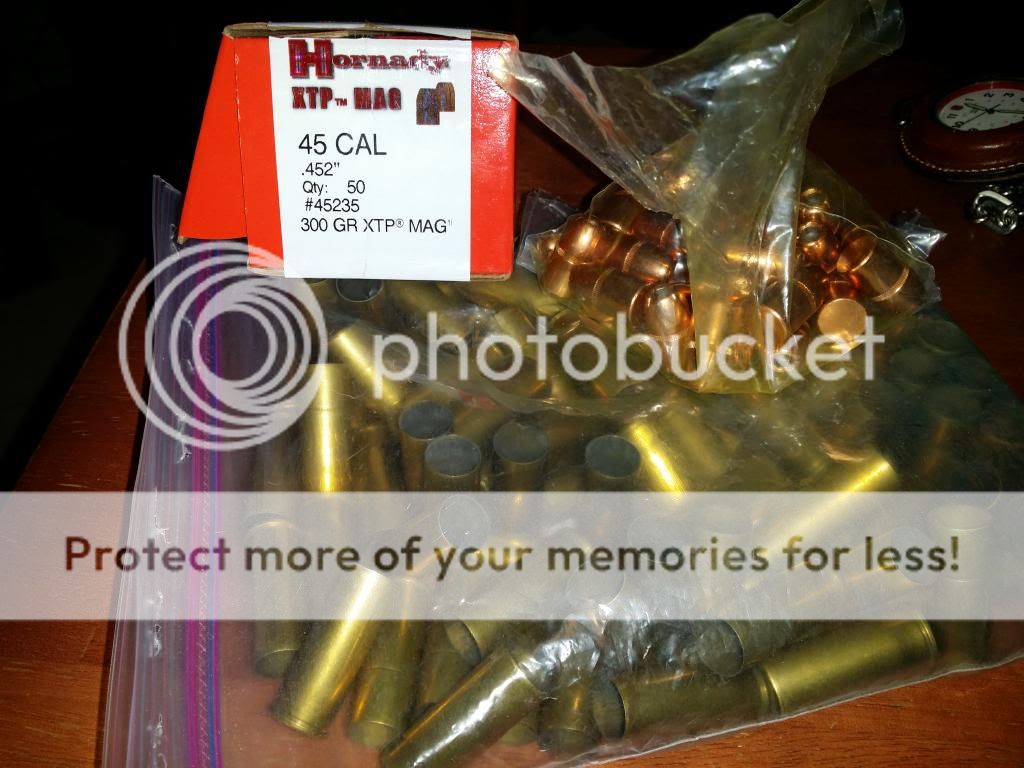 Hornady
XTP™ MAG
45 CAL
.452"
Qty: 50
#45235
300 GR XTP® MAG™
photobucket
Protect more of your memories for less!